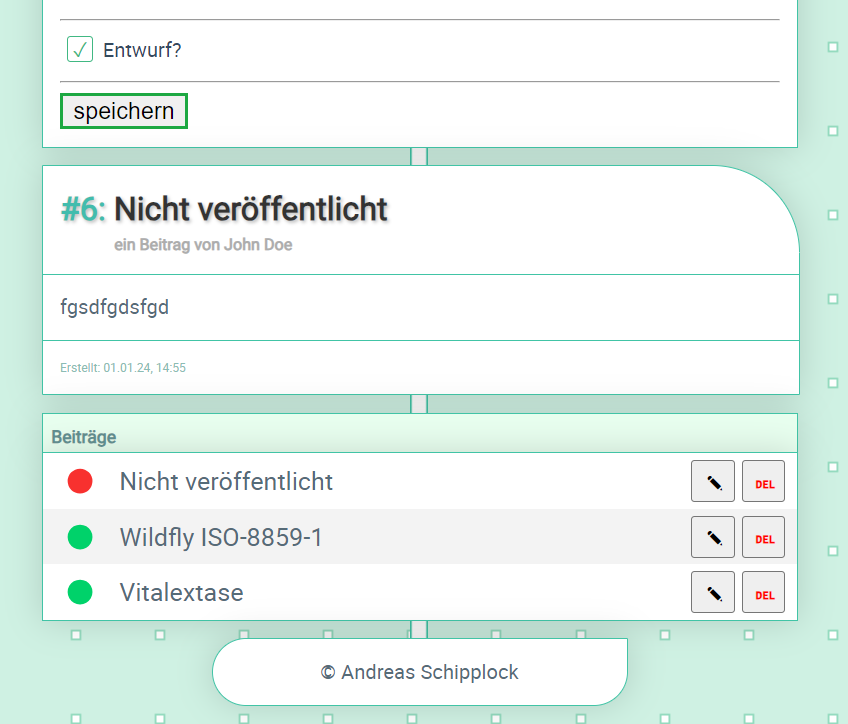 Entwurf?
speichern
#6: Nicht veröffentlicht
ein Beitrag von John Doe
fgsdfgdsfgd
Erstellt: 01.01.24, 14:55
Beiträge
Nicht veröffentlicht DEL
Wildfly ISO-8859-1 DEL
Vitalextase DEL
© Andreas Schipplock